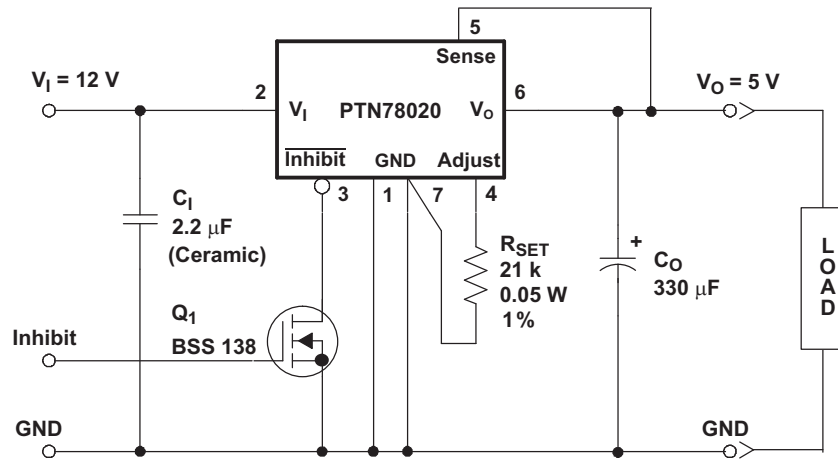 5
Sense
V_I = 12 V
2
V_I
PTN78020
V_O
6
V_O = 5 V
Inhibit
GND
Adjust
3
1
7
4
C_I
2.2 μF
(Ceramic)
R_SET
21 k
0.05 W
1%
+
C_O
330 μF
LOAD
Q_1
BSS 138
Inhibit
GND
GND